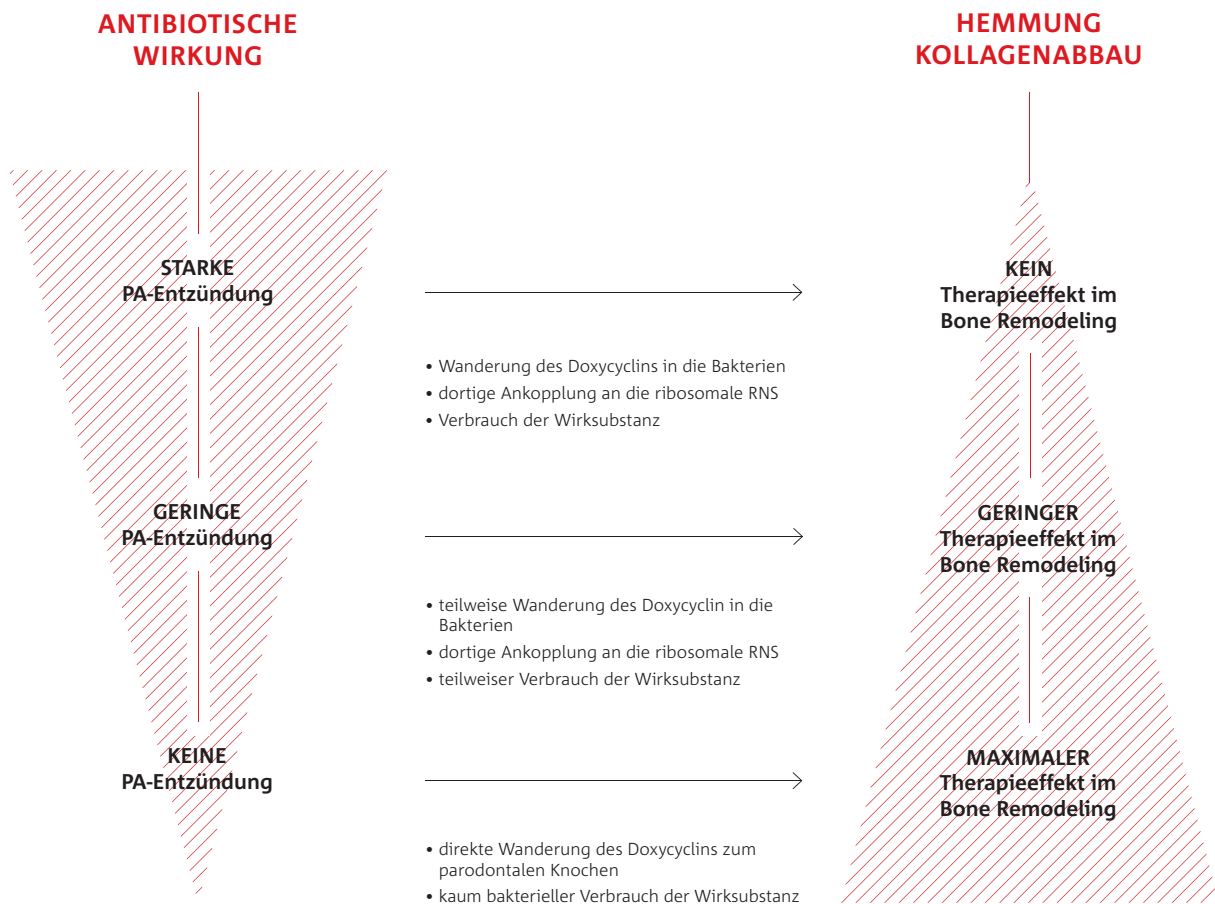 ANTIBIOTISCHE
WIRKUNG
HEMMUNG
KOLLAGENABBAU
STARKE
PA-Entzündung
KEIN
Therapieeffekt im
Bone Remodeling
• Wanderung des Doxycyclins in die Bakterien
• dortige Ankopplung an die ribosomale RNS
• Verbrauch der Wirksubstanz
GERINGE
PA-Entzündung
GERINGER
Therapieeffekt im
Bone Remodeling
• teilweise Wanderung des Doxycyclin in die
Bakterien
• dortige Ankopplung an die ribosomale RNS
• teilweiser Verbrauch der Wirksubstanz
KEINE
PA-Entzündung
MAXIMALER
Therapieeffekt im
Bone Remodeling
• direkte Wanderung des Doxycyclins zum
parodontalen Knochen
• kaum bakterieller Verbrauch der Wirksubstanz